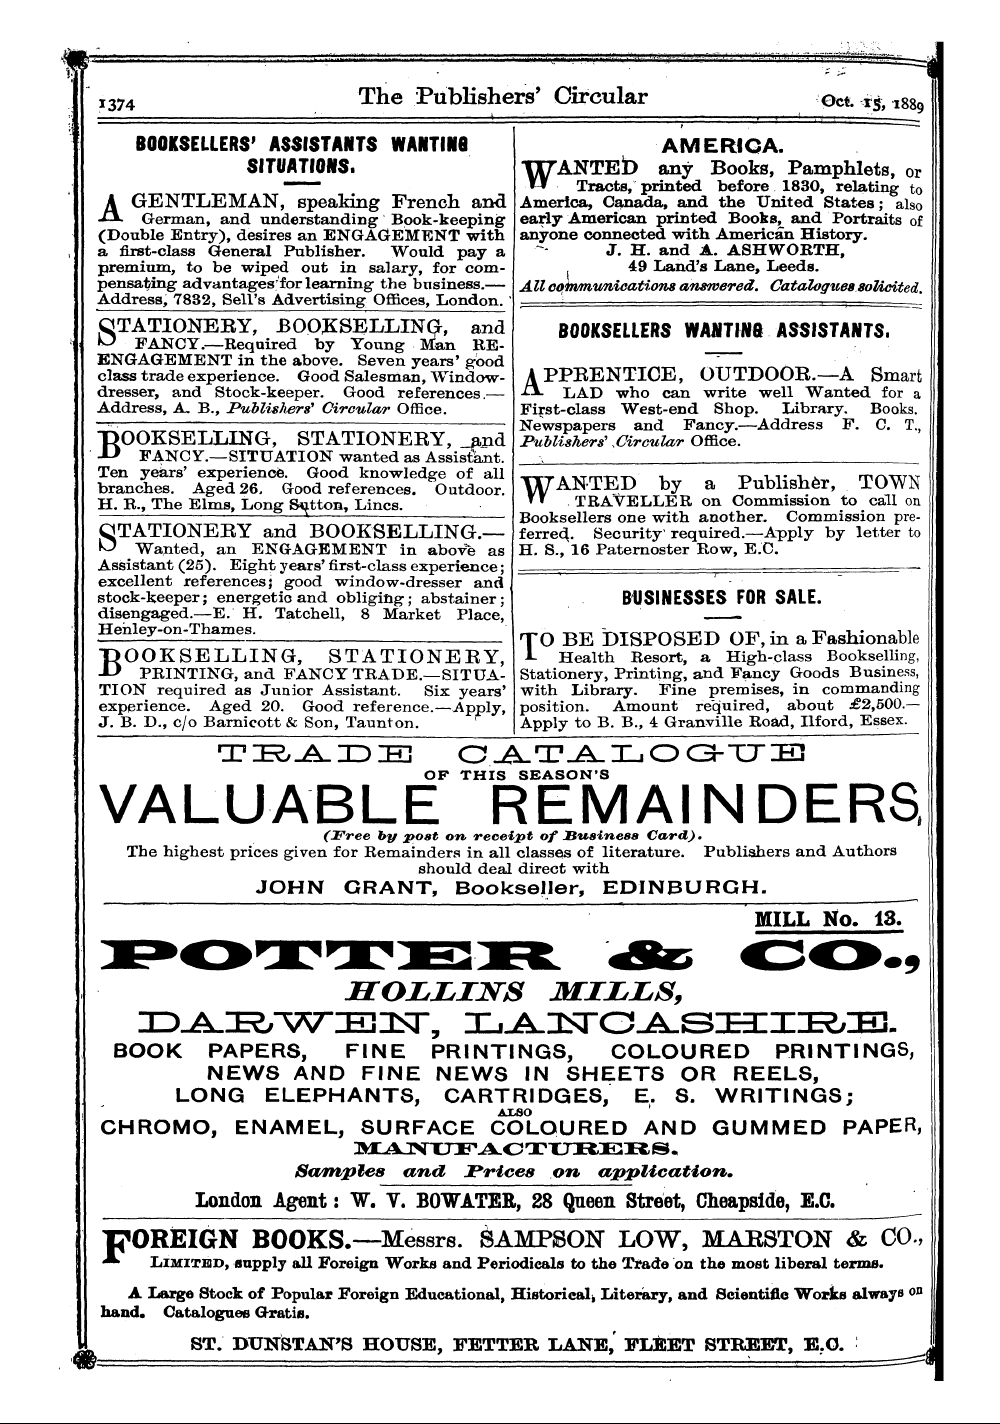 1374
The Publishers' Circular
Oct. 15, 1889
BOOKSELLERS' ASSISTANTS WANTING
SITUATIONS.
A GENTLEMAN, speaking French and
German, and understanding Book-keeping
(Double Entry), desires an ENGAGEMENT with
a first-class General Publisher. Would pay a
premium, to be wiped out in salary, for com-
pensating advantages for learning the business.—
Address, 7832, Sell's Advertising Offices, London.
STATIONERY, BOOKSELLING, and
FANCY.—Required by Young Man RE-
ENGAGEMENT in the above. Seven years' good
class trade experience. Good Salesman, Window-
dresser, and Stock-keeper. Good references.—
Address, A. B., Publishers' Circular Office.
BOOKSELLING, STATIONERY, and
FANCY.—SITUATION wanted as Assistant.
Ten years' experience. Good knowledge of all
branches. Aged 26. Good references. Outdoor.
H. R., The Elms, Long Sutton, Lincs.
STATIONERY and BOOKSELLING.—
Wanted, an ENGAGEMENT in above as
Assistant (25). Eight years' first-class experience;
excellent references; good window-dresser and
stock-keeper; energetic and obliging; abstainer;
disengaged.—E. H. Tatchell, 8 Market Place,
Henley-on-Thames.
BOOKSELLING, STATIONERY,
PRINTING, and FANCY TRADE.—SITUA-
TION required as Junior Assistant. Six years'
experience. Aged 20. Good reference.—Apply,
J. B. D., c/o Barnicott & Son, Taunton.
AMERICA.
WANTED any Books, Pamphlets, or
Tracts, printed before 1830, relating to
America, Canada, and the United States; also
early American printed Books, and Portraits of
anyone connected with American History.
J. H. and A. ASHWORTH,
49 Land's Lane, Leeds.
All communications answered. Catalogues solicited.
BOOKSELLERS WANTING ASSISTANTS.
APPRENTICE, OUTDOOR.—A Smart
LAD who can write well Wanted for a
First-class West-end Shop. Library. Books.
Newspapers and Fancy.—Address F. C. T.,
Publishers' Circular Office.
WANTED by a Publisher, TOWN
TRAVELLER on Commission to call on
Booksellers one with another. Commission pre-
ferred. Security required.—Apply by letter to
H. S., 16 Paternoster Row, E.C.
BUSINESSES FOR SALE.
TO BE DISPOSED OF, in a Fashionable
Health Resort, a High-class Bookselling,
Stationery, Printing, and Fancy Goods Business,
with Library. Fine premises, in commanding
position. Amount required, about £2,500.—
Apply to B. B., 4 Granville Road, Ilford, Essex.
TRADE CATALOGUE
OF THIS SEASON'S
VALUABLE REMAINDERS,
(Free by post on receipt of Business Card).
The highest prices given for Remainders in all classes of literature. Publishers and Authors
should deal direct with
JOHN GRANT, Bookseller, EDINBURGH.
MILL No. 13.
POTTER & CO.,
HOLLINS MILLS,
DARWEN, LANCASHIRE.
BOOK PAPERS, FINE PRINTINGS, COLOURED PRINTINGS,
NEWS AND FINE NEWS IN SHEETS OR REELS,
LONG ELEPHANTS, CARTRIDGES, E. S. WRITINGS;
ALSO
CHROMO, ENAMEL, SURFACE COLOURED AND GUMMED PAPER,
MANUFACTURERS.
Samples and Prices on application.
London Agent: W. V. BOWATER, 28 Queen Street, Cheapside, E.C.
FOREIGN BOOKS.—Messrs. SAMPSON LOW, MARSTON & CO.,
LIMITED, supply all Foreign Works and Periodicals to the Trade on the most liberal terms.
A Large Stock of Popular Foreign Educational, Historical, Literary, and Scientific Works always on
hand. Catalogues Gratis.
ST. DUNSTAN'S HOUSE, FETTER LANE, FLEET STREET, E.C.